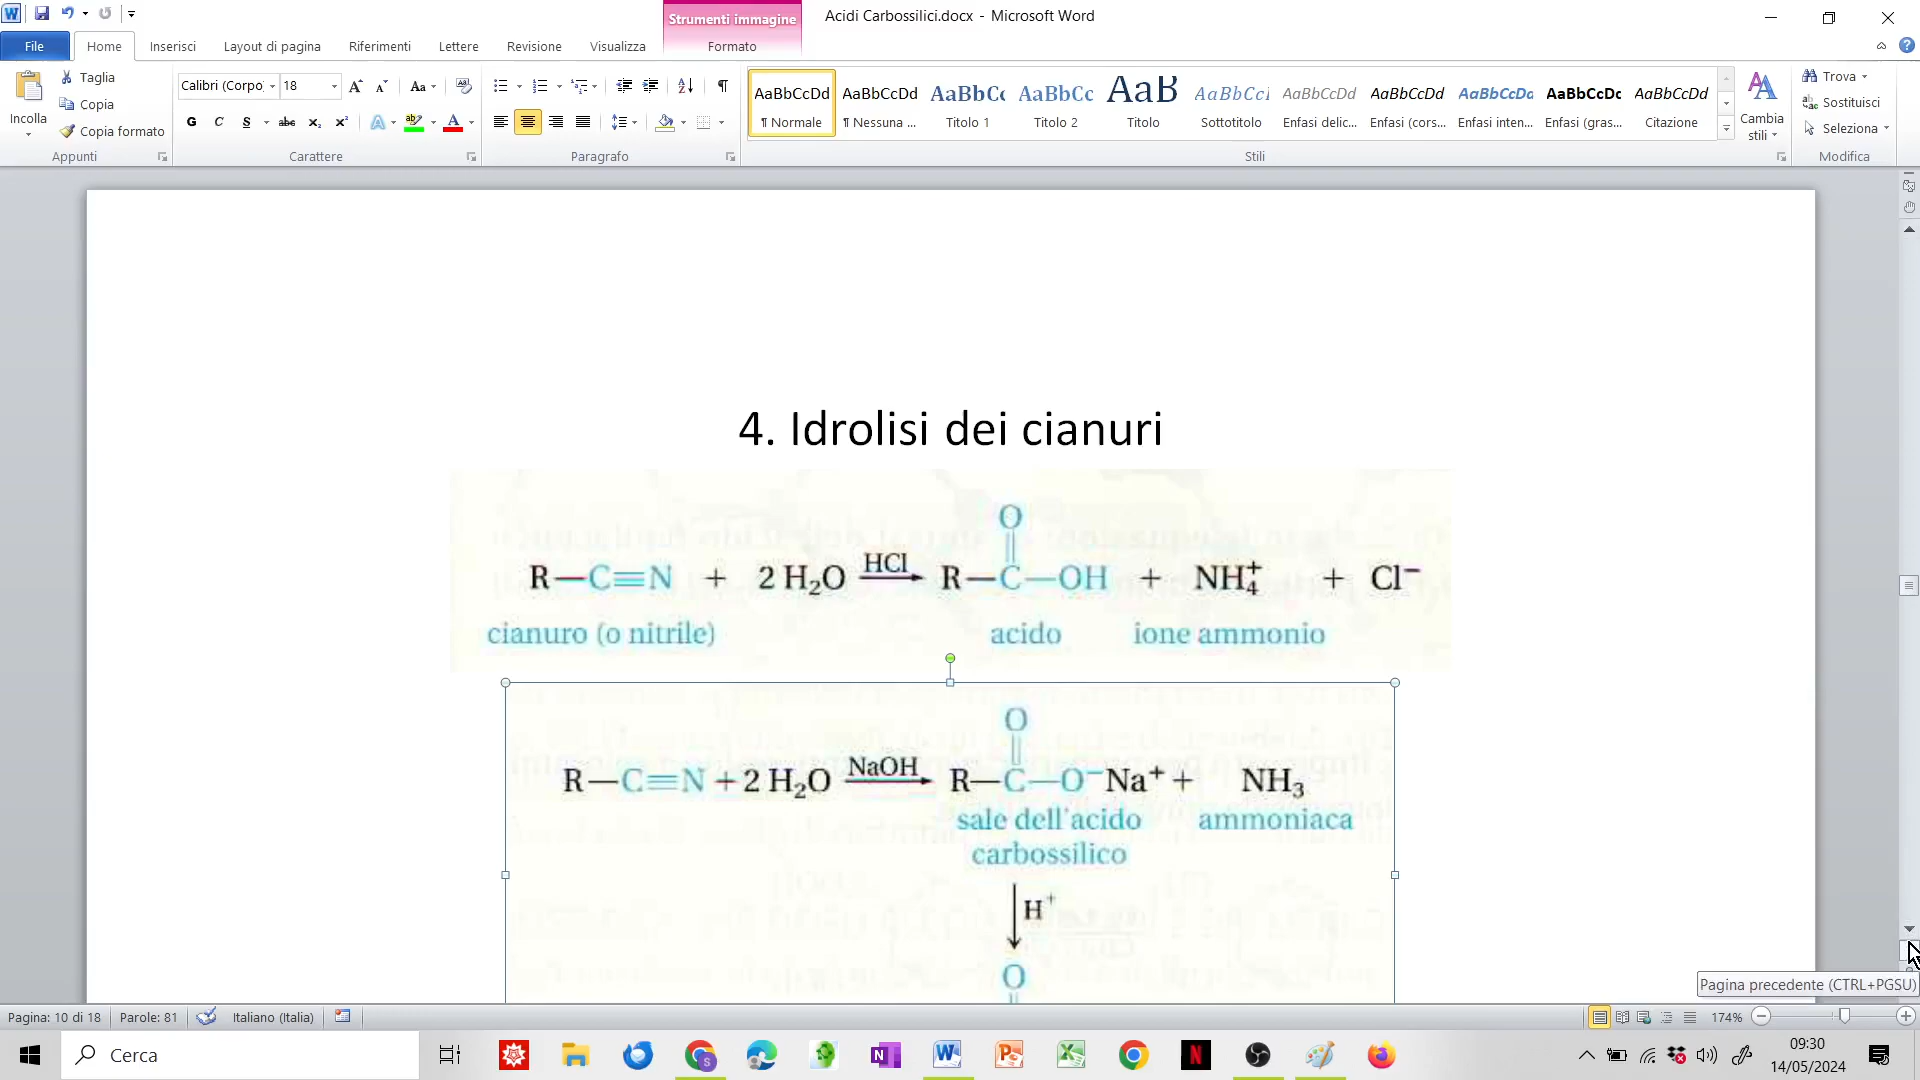 Strumenti immagine
Acidi Carbossilici.docx - Microsoft Word
File Home Inserisci Layout di pagina Riferimenti Lettere Revisione Visualizza Formato
Incolla
Taglia
Copia
Copia formato
Appunti
Calibri (Corpo) 18
G C S abc x₂ x²
Carattere
Paragrafo
AaBbCcDd AaBbCcDd AaBbCc AaBbCc AaB AaBbCcI AaBbCcDd AaBbCcDd AaBbCcDd AaBbCcDc AaBbCcDd
¶ Normale ¶ Nessuna ... Titolo 1 Titolo 2 Titolo Sottotitolo Enfasi delic... Enfasi (cors... Enfasi inten... Enfasi (gras... Citazione
Stili
Cambia
stili
Trova
Sostituisci
Seleziona
Modifica
4. Idrolisi dei cianuri
O
R—C≡N + 2 H₂O HCl R—C—OH + NH₄⁺ + Cl⁻
cianuro (o nitrile) acido ione ammonio
O
R—C≡N + 2 H₂O NaOH R—C—O⁻Na⁺ + NH₃
sale dell'acido ammoniaca
carbossilico
H⁺
O
Pagina precedente (CTRL+PGSU)
Pagina: 10 di 18 Parole: 81 Italiano (Italia) 174%
Cerca
09:30
14/05/2024